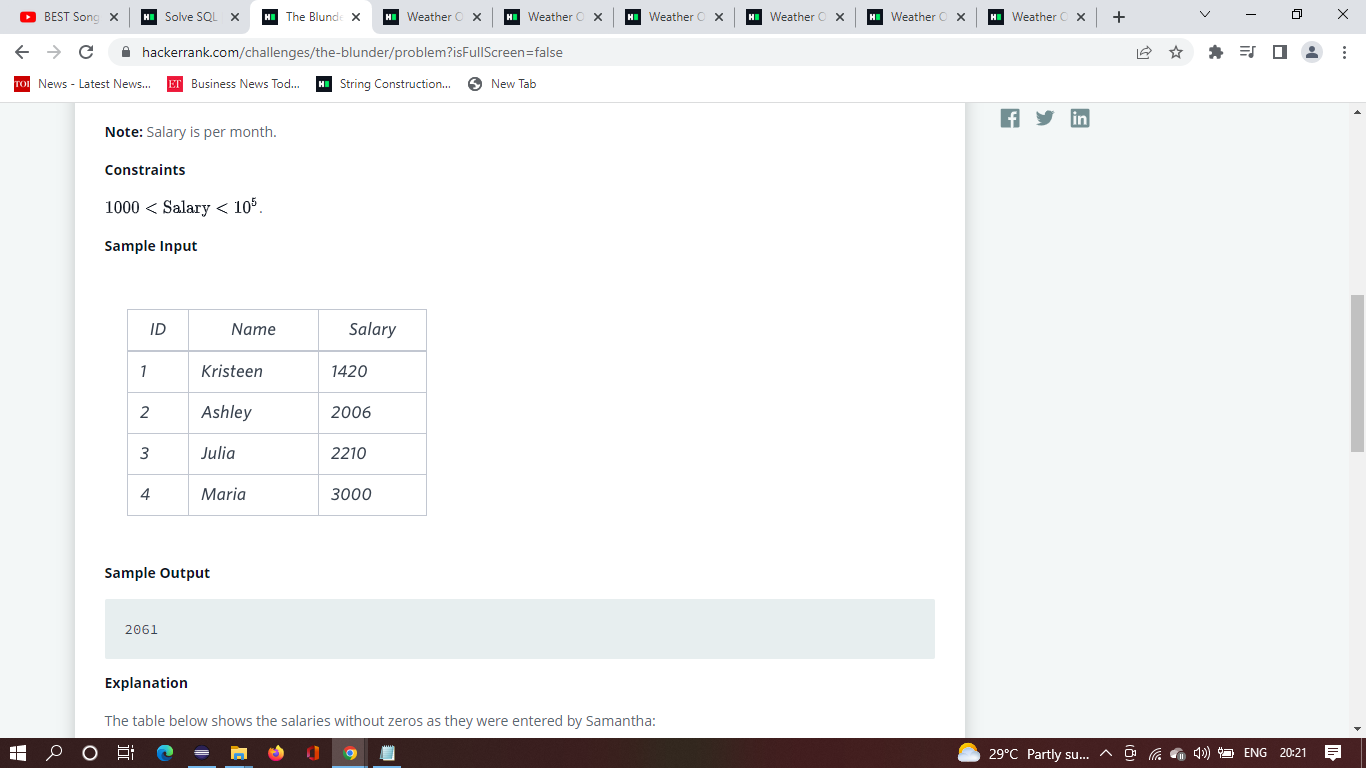 BEST Song
Solve SQL
The Blunde
Weather O
Weather O
Weather O
Weather O
Weather O
Weather O
hackerrank.com/challenges/the-blunder/problem?isFullScreen=false
TOI News - Latest News...
ET Business News Tod...
String Construction...
New Tab
Note: Salary is per month.
Constraints
1000 < Salary < 10⁵.
Sample Input
ID Name Salary
1 Kristeen 1420
2 Ashley 2006
3 Julia 2210
4 Maria 3000
Sample Output
2061
Explanation
The table below shows the salaries without zeros as they were entered by Samantha:
29°C Partly su... ENG 20:21